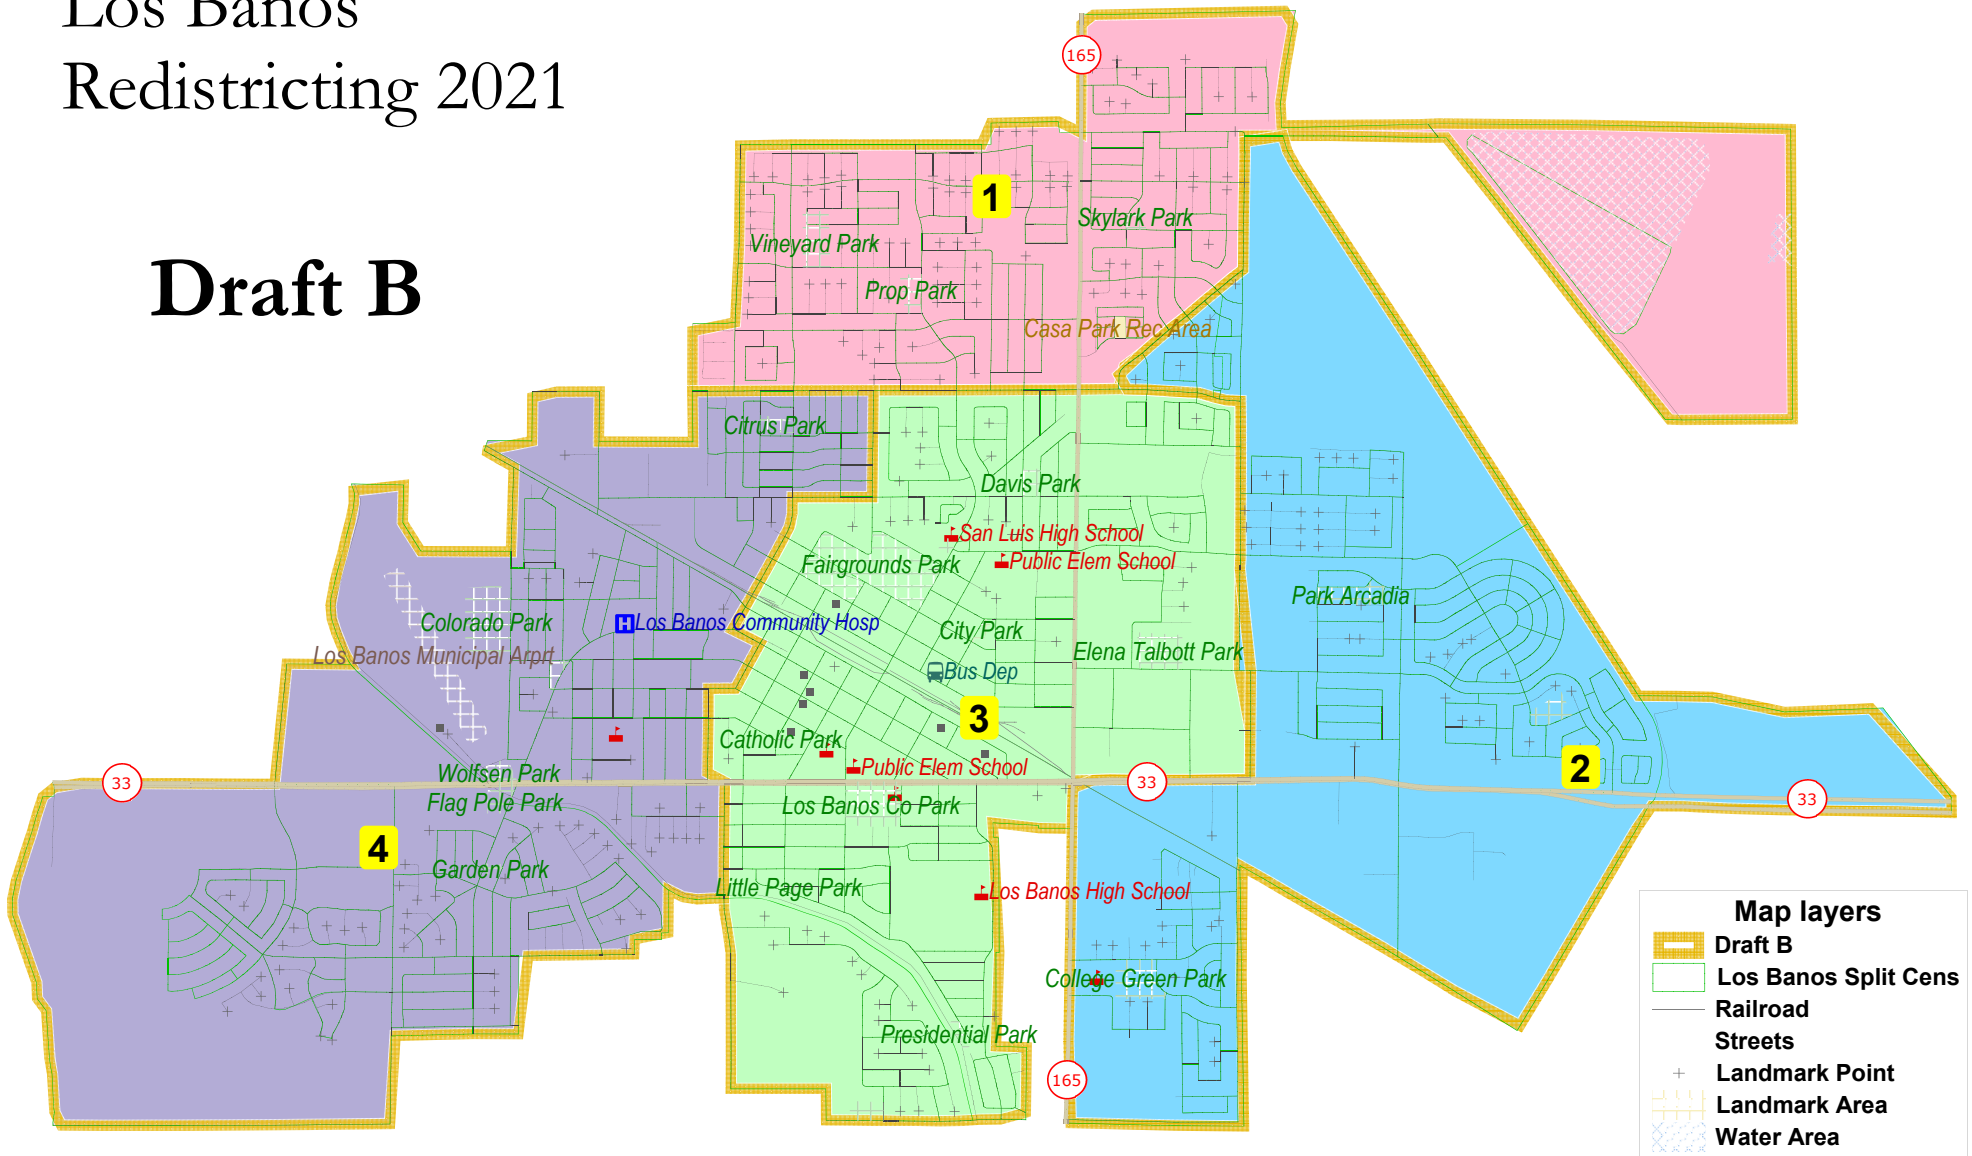 Los Banos
Redistricting 2021
Draft B
165
1
Skylark Park
Vineyard Park
Prop Park
Casa Park Rec Area
Citrus Park
Davis Park
San Luis High School
Public Elem School
Fairgrounds Park
Park Arcadia
Colorado Park
Los Banos Community Hosp
City Park
Los Banos Municipal Arprt
Elena Talbott Park
Bus Dep
3
Catholic Park
Public Elem School
2
Wolfsen Park
33
33
33
Flag Pole Park
Los Banos Co Park
4
Garden Park
Little Page Park
Los Banos High School
College Green Park
Presidential Park
165
Map layers
Draft B
Los Banos Split Cens
Railroad
Streets
Landmark Point
Landmark Area
Water Area